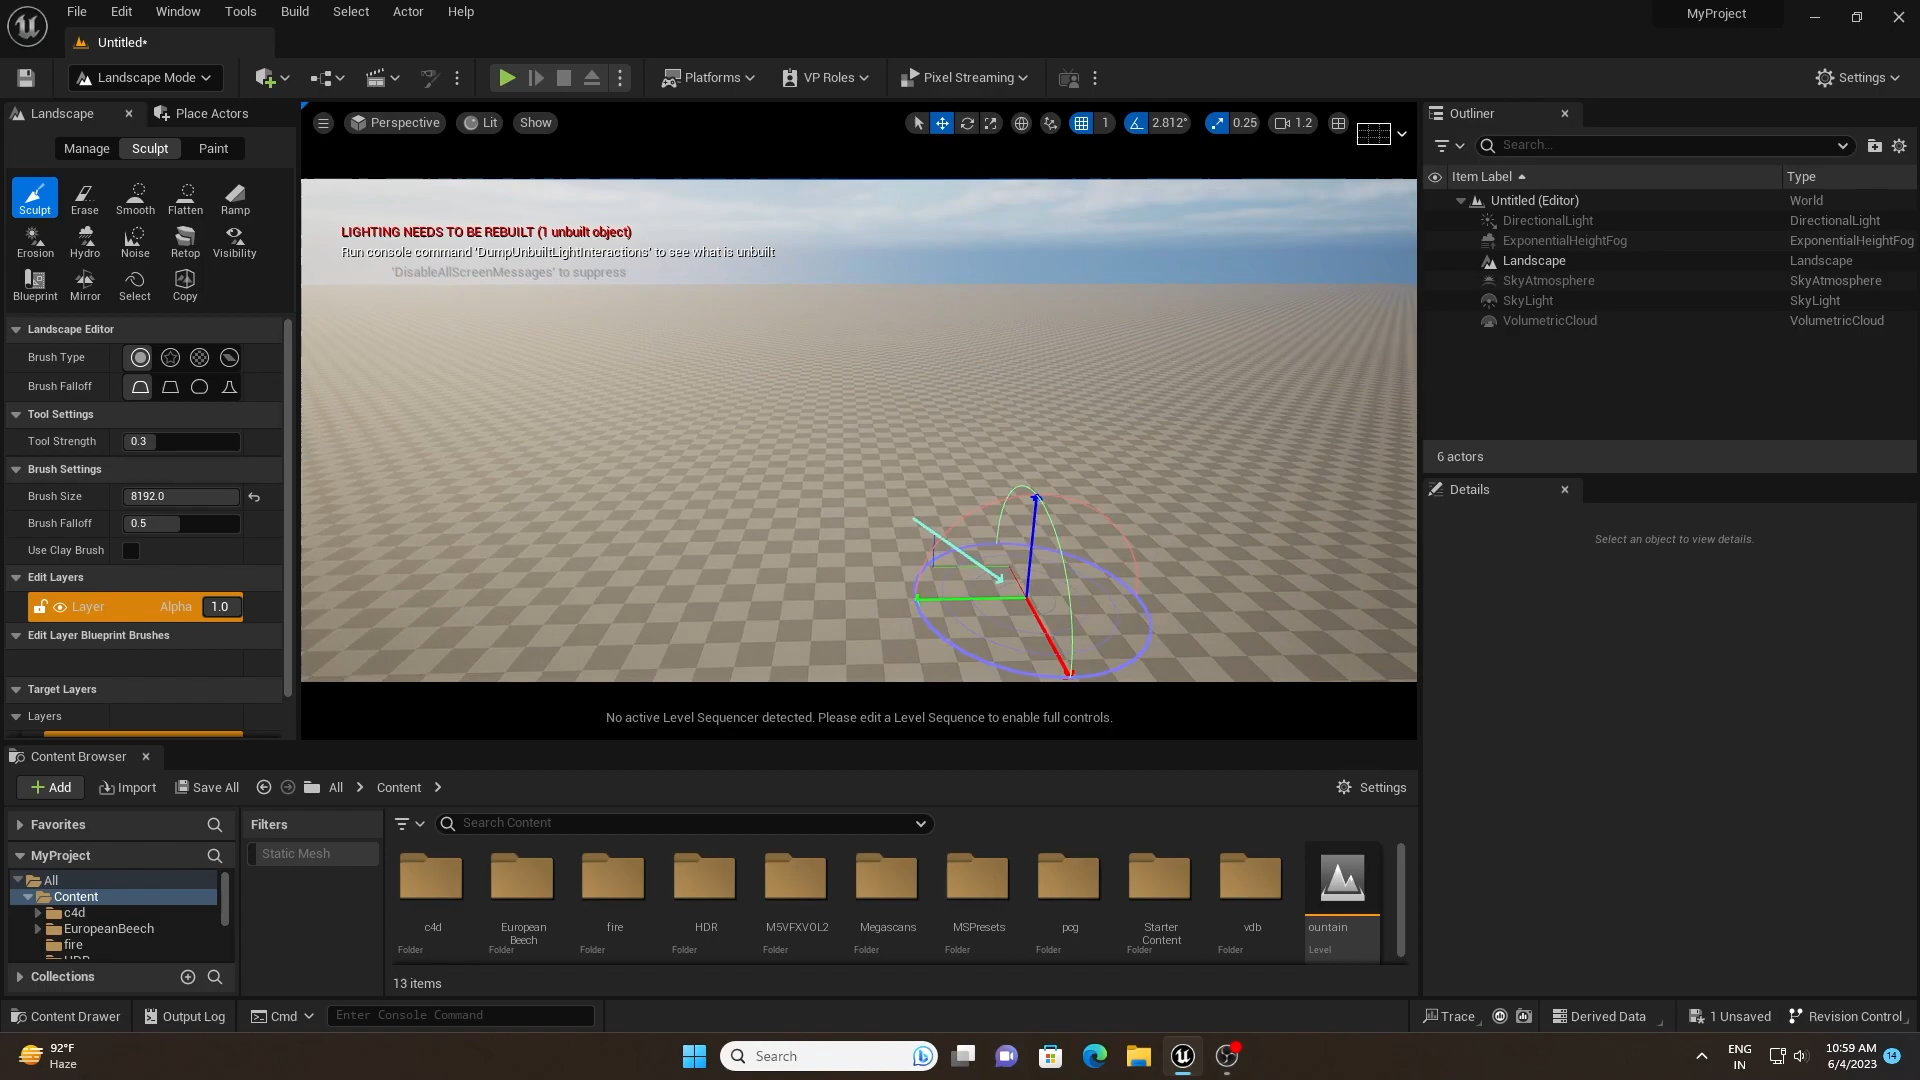 File Edit Window Tools Build Select Actor Help
MyProject
Untitled*
Landscape Mode
Platforms
VP Roles
Pixel Streaming
Settings
Landscape
Place Actors
Manage Sculpt Paint
Sculpt Erase Smooth Flatten Ramp
Erosion Hydro Noise Retop Visibility
Blueprint Mirror Select Copy
Landscape Editor
Brush Type
Brush Falloff
Tool Settings
Tool Strength 0.3
Brush Settings
Brush Size 8192.0
Brush Falloff 0.5
Use Clay Brush
Edit Layers
Layer Alpha 1.0
Edit Layer Blueprint Brushes
Target Layers
Layers
Perspective Lit Show
1 2.812° 0.25 1.2
LIGHTING NEEDS TO BE REBUILT (1 unbuilt object)
Run console command 'DumpUnbuiltLightInteractions' to see what is unbuilt
'DisableAllScreenMessages' to suppress
No active Level Sequencer detected. Please edit a Level Sequence to enable full controls.
Outliner
Search...
Item Label Type
Untitled (Editor) World
DirectionalLight DirectionalLight
ExponentialHeightFog ExponentialHeightFog
Landscape Landscape
SkyAtmosphere SkyAtmosphere
SkyLight SkyLight
VolumetricCloud VolumetricCloud
6 actors
Details
Select an object to view details.
Content Browser
Add Import Save All All Content
Settings
Favorites
MyProject
All
Content
c4d
EuropeanBeech
fire
HDR
Collections
Filters
Static Mesh
Search Content
c4d
Folder
European
Beech
Folder
fire
Folder
HDR
Folder
M5VFXVOL2
Folder
Megascans
Folder
MSPresets
Folder
pcg
Folder
Starter
Content
Folder
vdb
Folder
ountain
Level
13 items
Content Drawer Output Log Cmd Enter Console Command
Trace Derived Data 1 Unsaved Revision Control
92°F
Haze
Search
ENG
IN
10:59 AM
6/4/2023
14